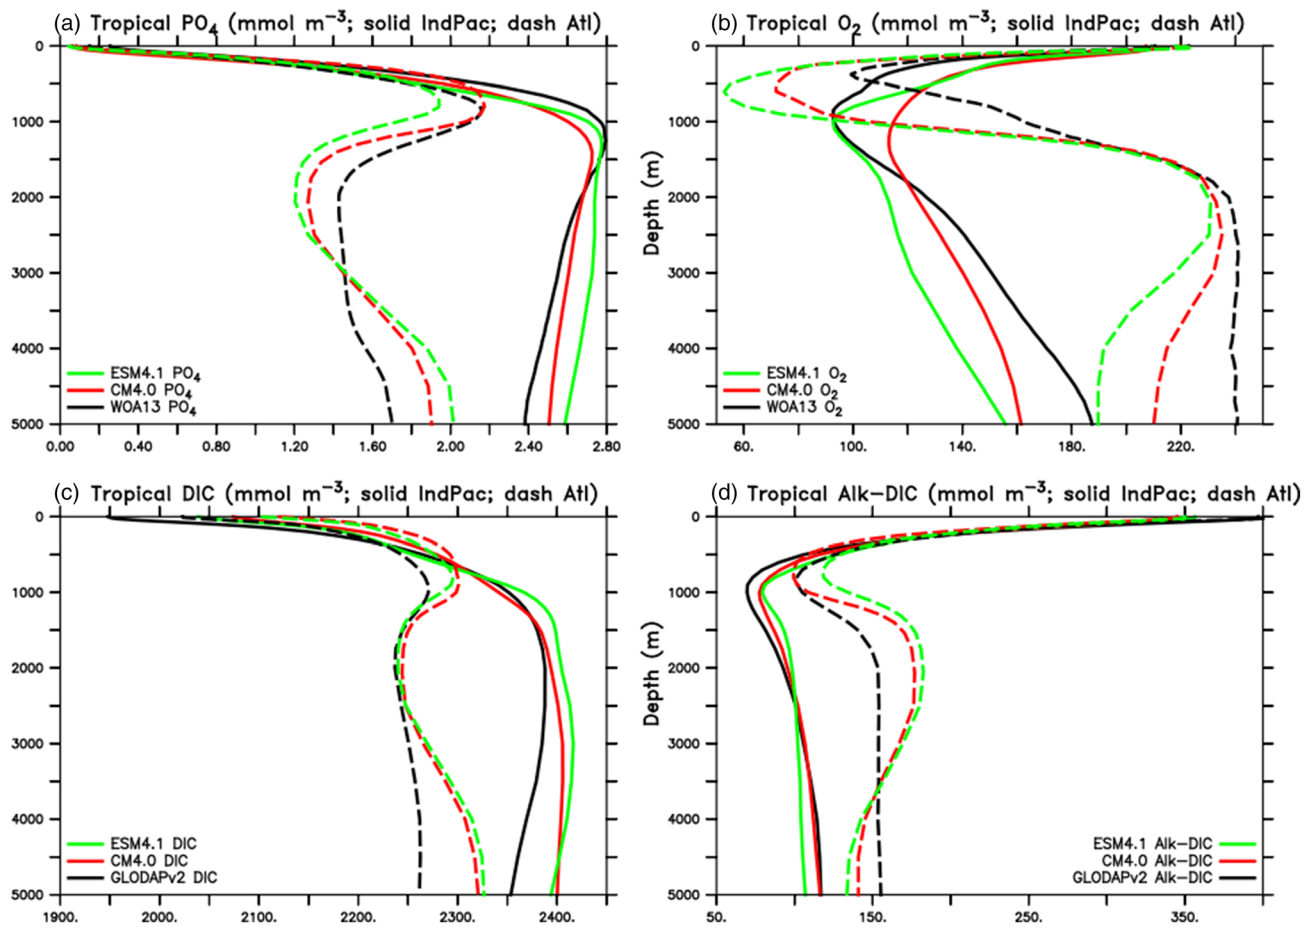 (a) Tropical PO4 (mmol m−3; solid IndPac; dash Atl)
0
1000
2000
3000
4000
5000
ESM4.1 PO4
CM4.0 PO4
WOA13 PO4
0.00 0.40 0.80 1.20 1.60 2.00 2.40 2.80
(b) Tropical O2 (mmol m−3; solid IndPac; dash Atl)
Depth (m)
0
1000
2000
3000
4000
5000
ESM4.1 O2
CM4.0 O2
WOA13 O2
60. 100. 140. 180. 220.
(c) Tropical DIC (mmol m−3; solid IndPac; dash Atl)
0
1000
2000
3000
4000
5000
ESM4.1 DIC
CM4.0 DIC
GLODAPv2 DIC
1900. 2000. 2100. 2200. 2300. 2400.
(d) Tropical Alk−DIC (mmol m−3; solid IndPac; dash Atl)
Depth (m)
0
1000
2000
3000
4000
5000
ESM4.1 Alk−DIC
CM4.0 Alk−DIC
GLODAPv2 Alk−DIC
50. 150. 250. 350.